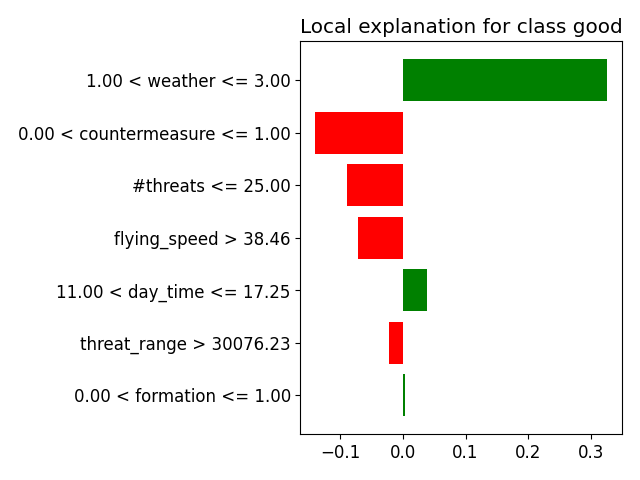 Local explanation for class good
1.00 < weather <= 3.00
0.00 < countermeasure <= 1.00
#threats <= 25.00
flying_speed > 38.46
11.00 < day_time <= 17.25
threat_range > 30076.23
0.00 < formation <= 1.00
−0.1 0.0 0.1 0.2 0.3